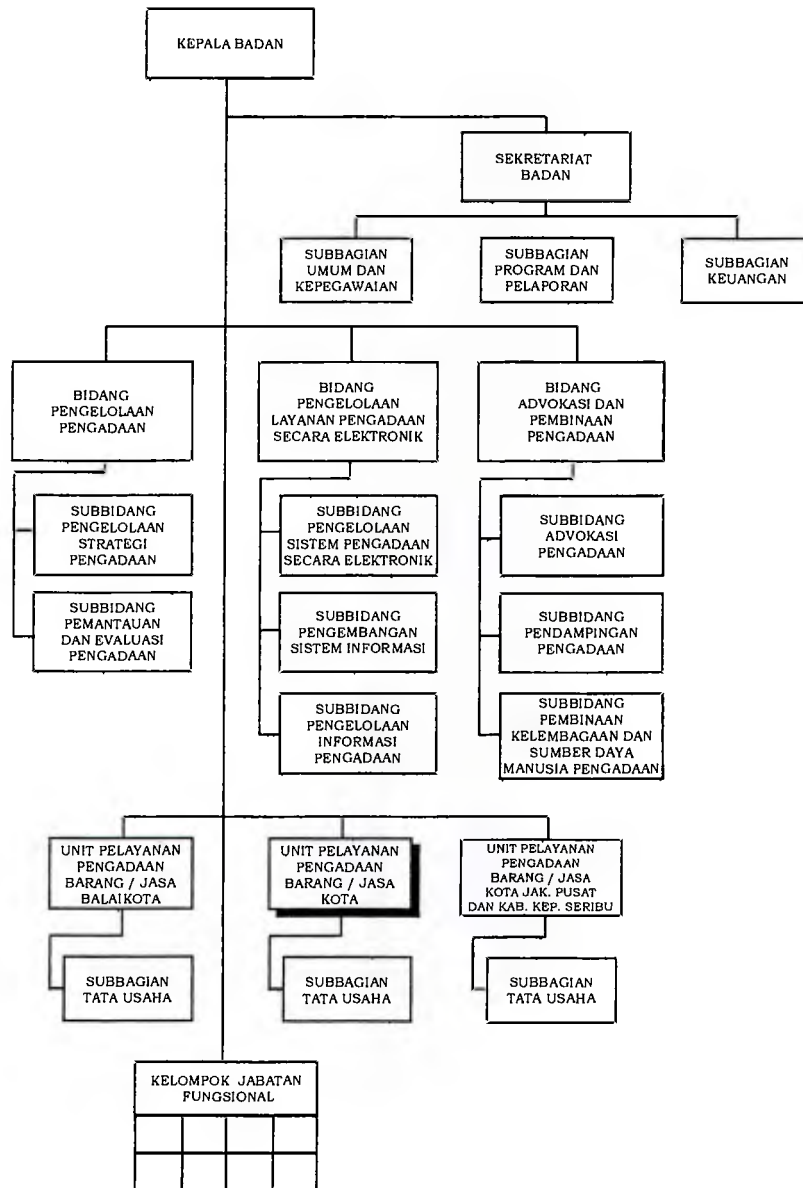 KEPALA BADAN
SEKRETARIAT
BADAN
SUBBAGIAN
UMUM DAN
KEPEGAWAIAN
SUBBAGIAN
PROGRAM DAN
PELAPORAN
SUBBAGIAN
KEUANGAN
BIDANG
PENGELOLAAN
PENGADAAN
BIDANG
PENGELOLAAN
LAYANAN PENGADAAN
SECARA ELEKTRONIK
BIDANG
ADVOKASI DAN
PEMBINAAN
PENGADAAN
SUBBIDANG
PENGELOLAAN
STRATEGI
PENGADAAN
SUBBIDANG
PENGELOLAAN
SISTEM PENGADAAN
SECARA ELEKTRONIK
SUBBIDANG
ADVOKASI
PENGADAAN
SUBBIDANG
PEMANTAUAN
DAN EVALUASI
PENGADAAN
SUBBIDANG
PENGEMBANGAN
SISTEM INFORMASI
SUBBIDANG
PENDAMPINGAN
PENGADAAN
SUBBIDANG
PENGELOLAAN
INFORMASI
PENGADAAN
SUBBIDANG
PEMBINAAN
KELEMBAGAAN DAN
SUMBER DAYA
MANUSIA PENGADAAN
UNIT PELAYANAN
PENGADAAN
BARANG / JASA
BALAIKOTA
UNIT PELAYANAN
PENGADAAN
BARANG / JASA
KOTA
UNIT PELAYANAN
PENGADAAN
BARANG / JASA
KOTA JAK. PUSAT
DAN KAB. KEP. SERIBU
SUBBAGIAN
TATA USAHA
SUBBAGIAN
TATA USAHA
SUBBAGIAN
TATA USAHA
KELOMPOK JABATAN
FUNGSIONAL